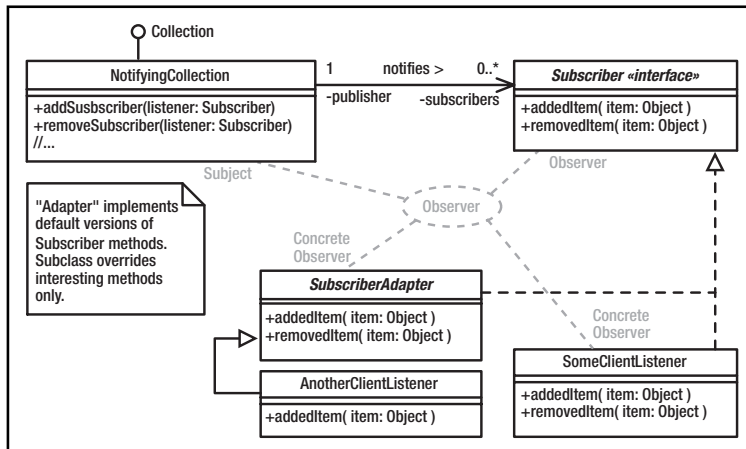 Collection
NotifyingCollection
+addSusbscriber(listener: Subscriber)
+removeSubscriber(listener: Subscriber)
//...
1 notifies > 0..*
-publisher -subscribers
Subscriber «interface»
+addedItem( item: Object )
+removedItem( item: Object )
Subject
Observer
Observer
"Adapter" implements
default versions of
Subscriber methods.
Subclass overrides
interesting methods
only.
Concrete
Observer
SubscriberAdapter
+addedItem( item: Object )
+removedItem( item: Object )
Concrete
Observer
AnotherClientListener
+addedItem( item: Object )
SomeClientListener
+addedItem( item: Object )
+removedItem( item: Object )